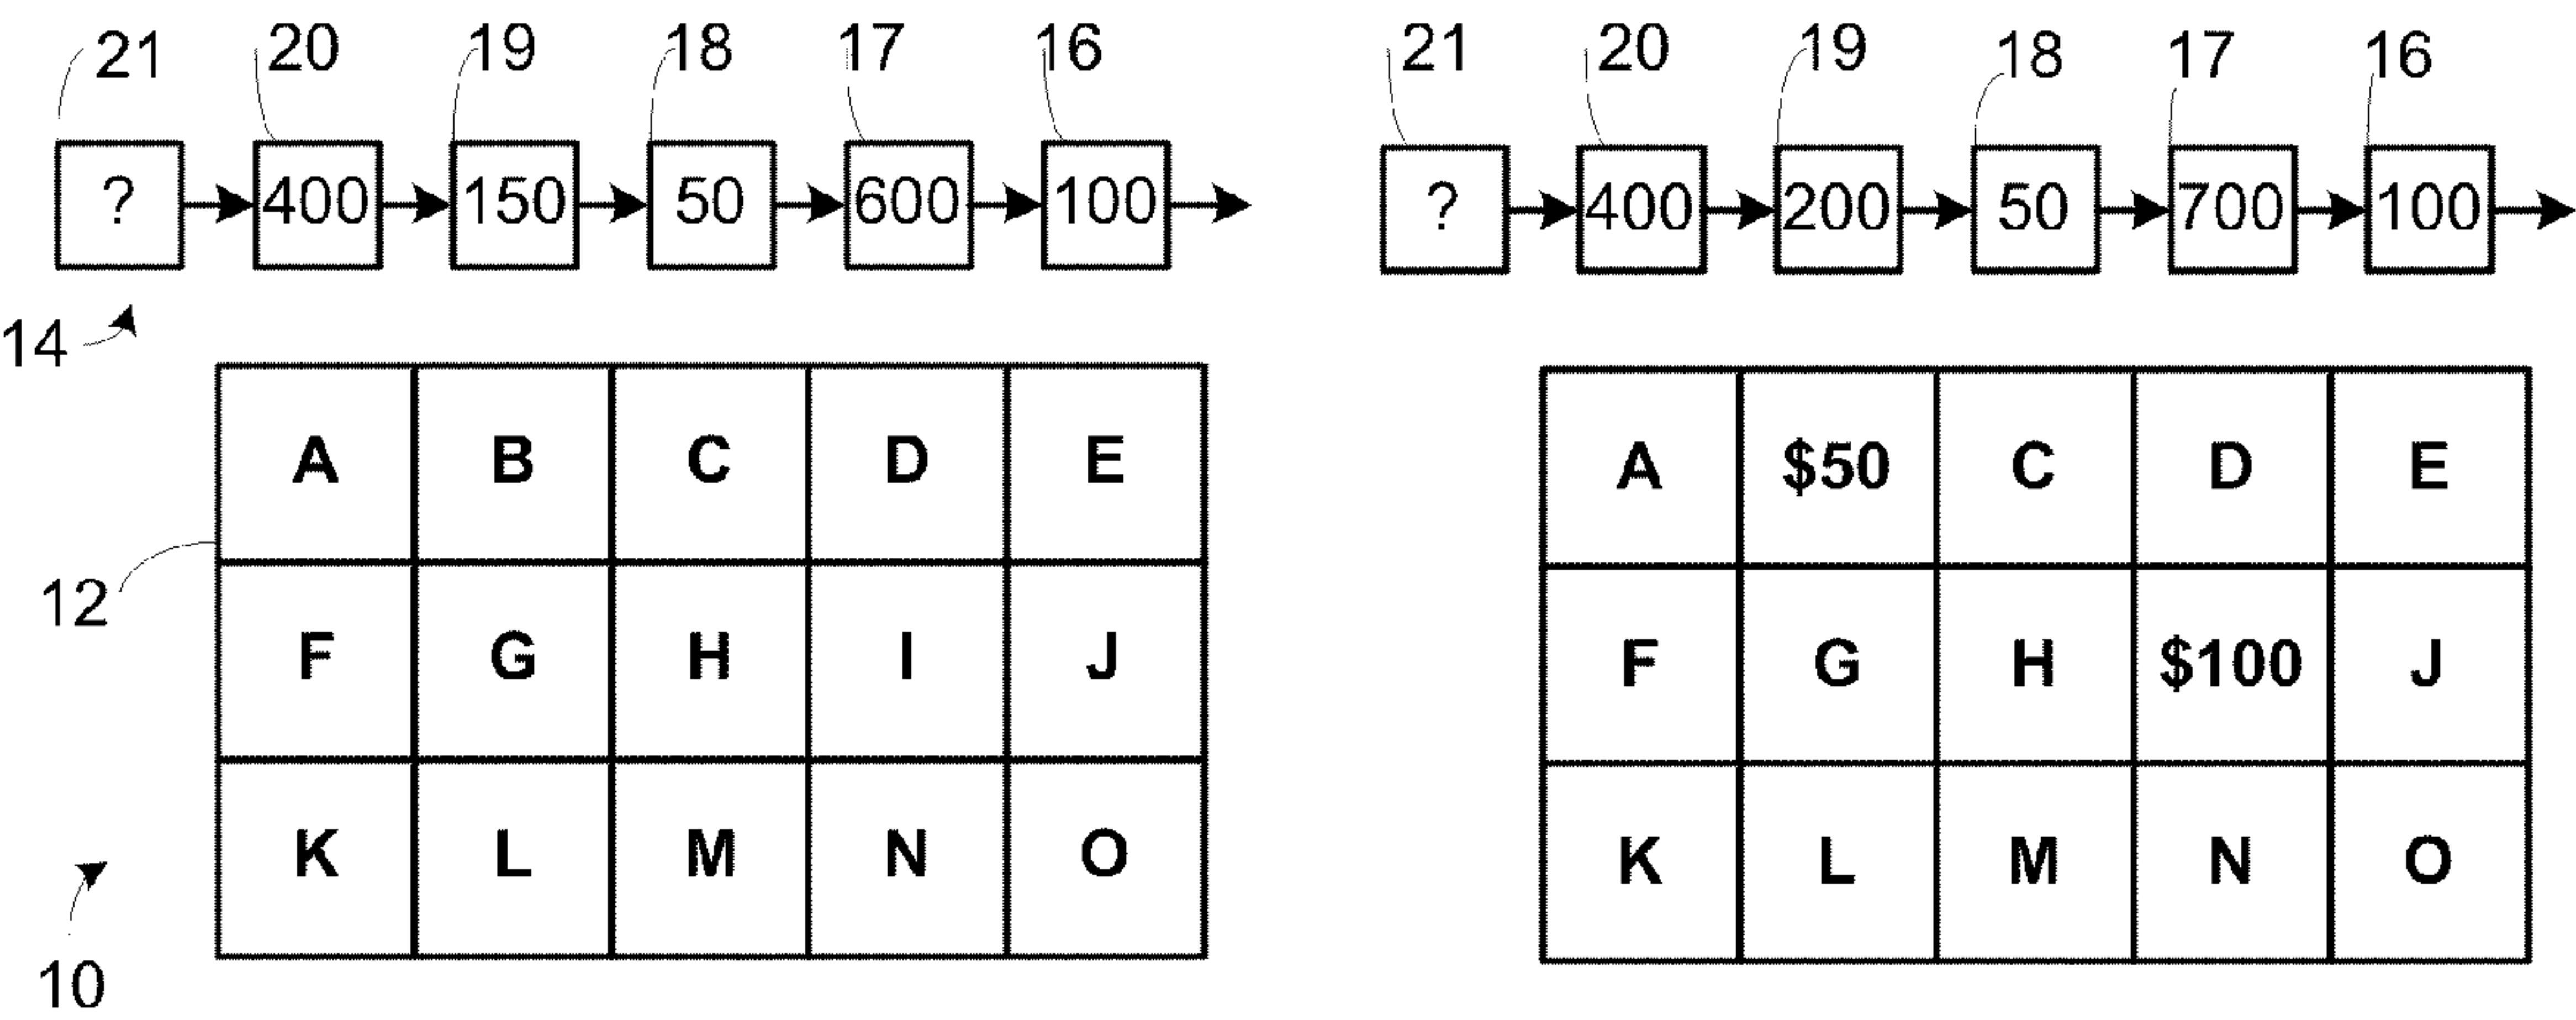 21 20 19 18 17 16
? 400 150 50 600 100
14
A B C D E
12
F G H I J
K L M N O
10
21 20 19 18 17 16
? 400 200 50 700 100
A $50 C D E
F G H $100 J
K L M N O